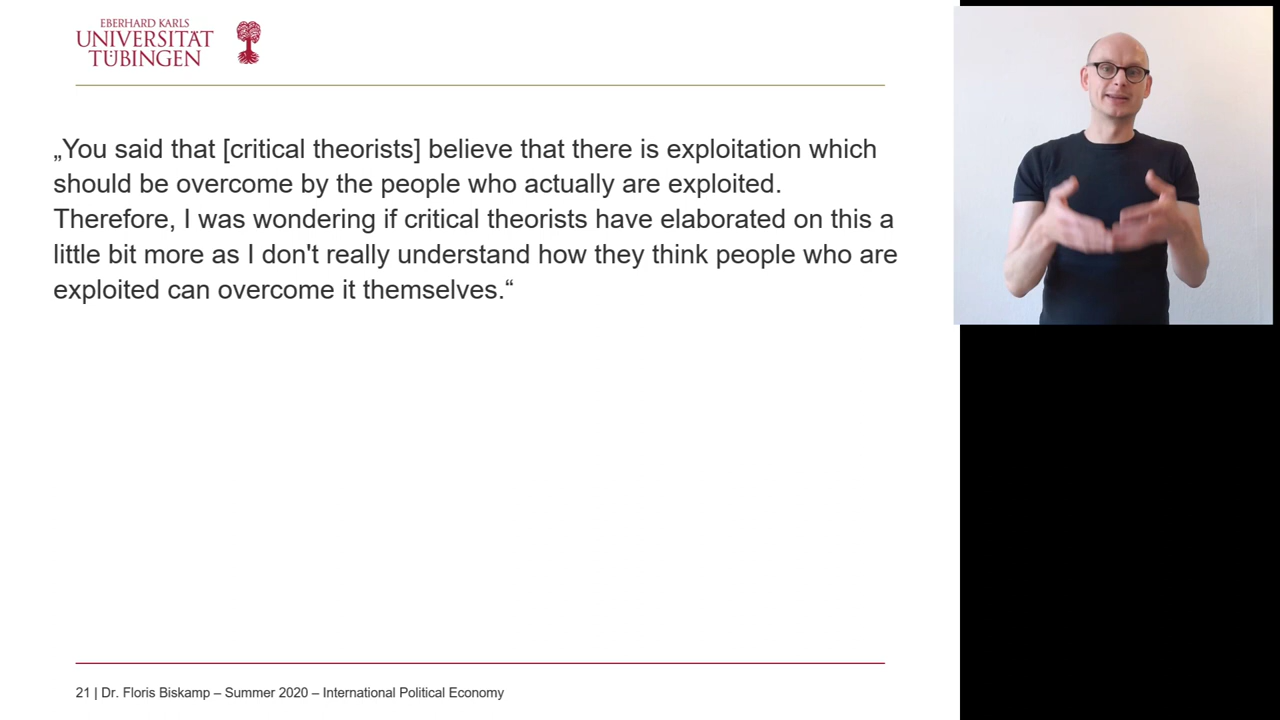 EBERHARD KARLS
UNIVERSITÄT
TÜBINGEN
„You said that [critical theorists] believe that there is exploitation which
should be overcome by the people who actually are exploited.
Therefore, I was wondering if critical theorists have elaborated on this a
little bit more as I don't really understand how they think people who are
exploited can overcome it themselves.“
21 | Dr. Floris Biskamp – Summer 2020 – International Political Economy